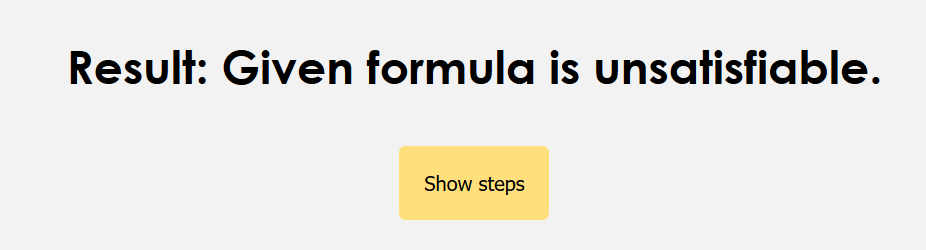 Result: Given formula is unsatisfiable.
Show steps